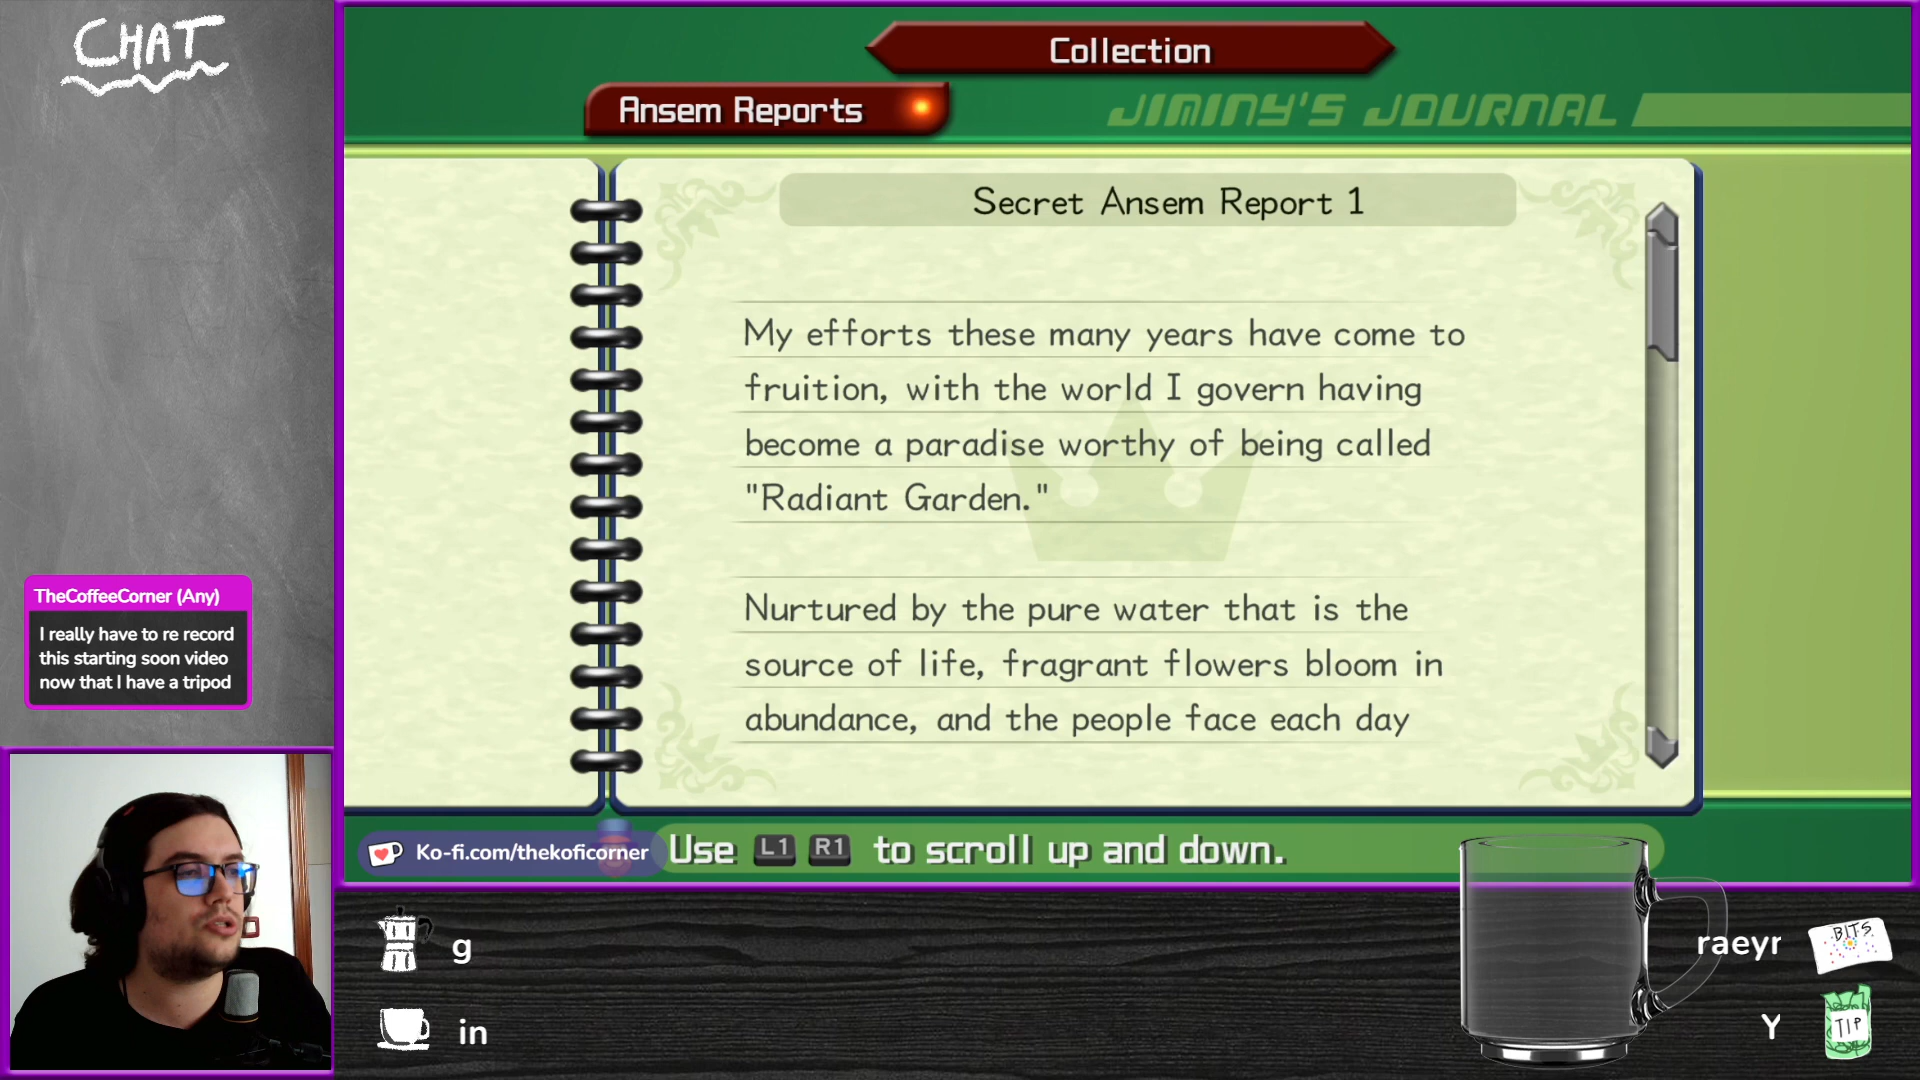 CHAT
Collection
Ansem Reports
JIMINY'S JOURNAL
Secret Ansem Report 1
My efforts these many years have come to
fruition, with the world I govern having
become a paradise worthy of being called
"Radiant Garden."
Nurtured by the pure water that is the
source of life, fragrant flowers bloom in
abundance, and the people face each day
TheCoffeeCorner (Any)
I really have to re record
this starting soon video
now that I have a tripod
Ko-fi.com/thekoficorner
Use L1 R1 to scroll up and down.
g
in
raeyr
BITS
Y
TIP